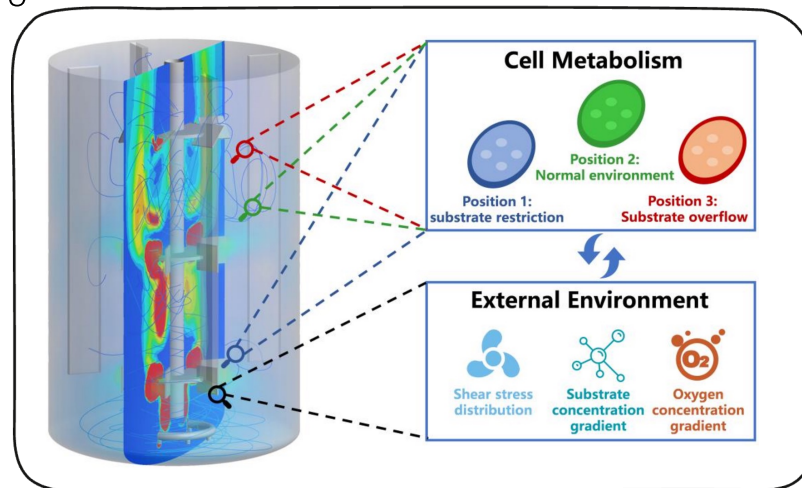 Cell Metabolism
Position 2:
Normal environment
Position 1:
substrate restriction
Position 3:
Substrate overflow
External Environment
O2
Shear stress
distribution
Substrate
concentration
gradient
Oxygen
concentration
gradient